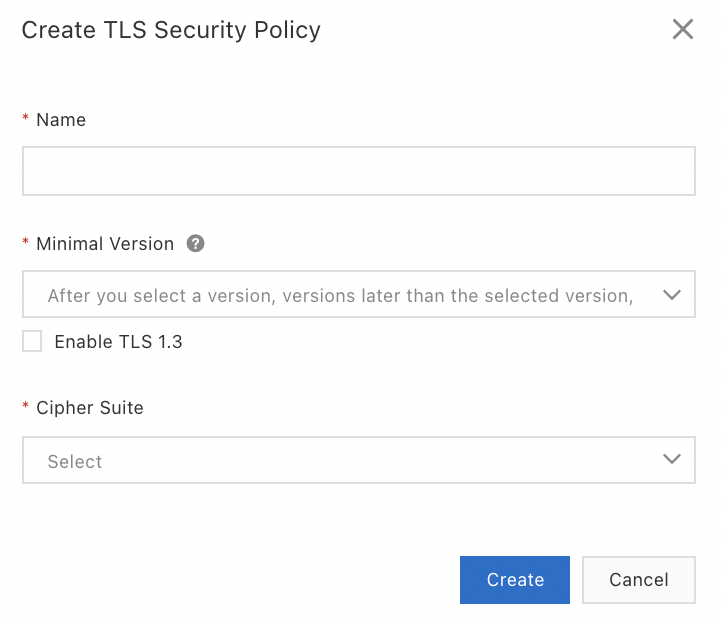 Create TLS Security Policy
* Name
* Minimal Version ?
After you select a version, versions later than the selected version,
Enable TLS 1.3
* Cipher Suite
Select
Create Cancel